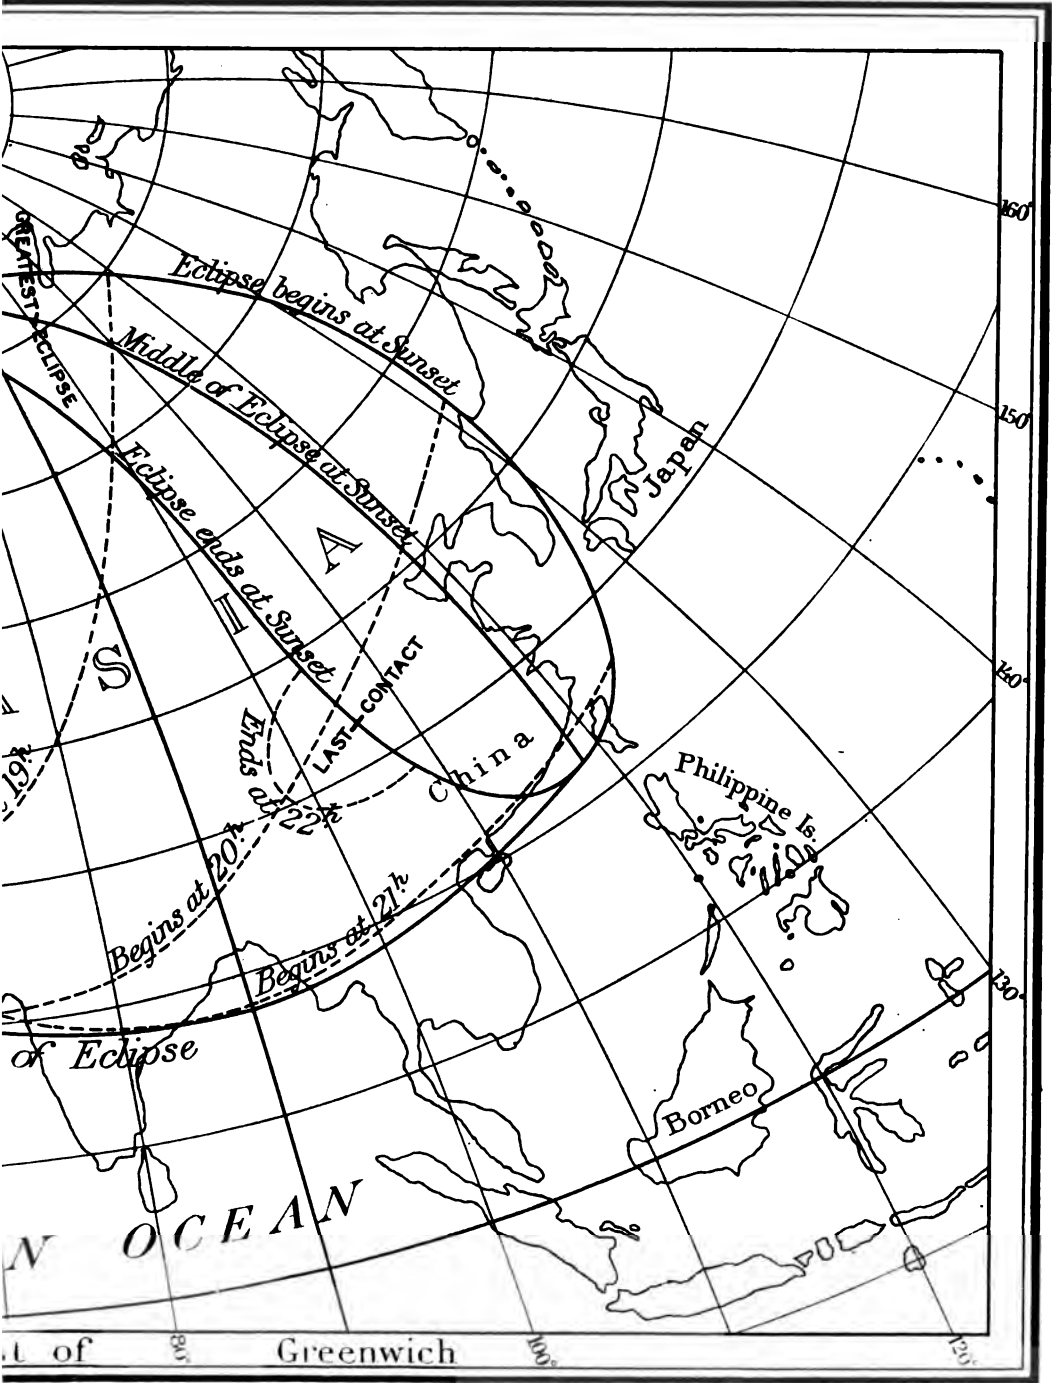 160°
GREATEST ECLIPSE
Eclipse begins at Sunset
Middle of Eclipse at Sunset
150°
Japan
Eclipse ends at Sunset
A
I
S
140°
LAST CONTACT
19h
Ends at 22h
China
Philippine Is.
Begins at 20h
Begins at 21h
130°
of Eclipse
Borneo
N OCEAN
80°
100°
120°
t of Greenwich